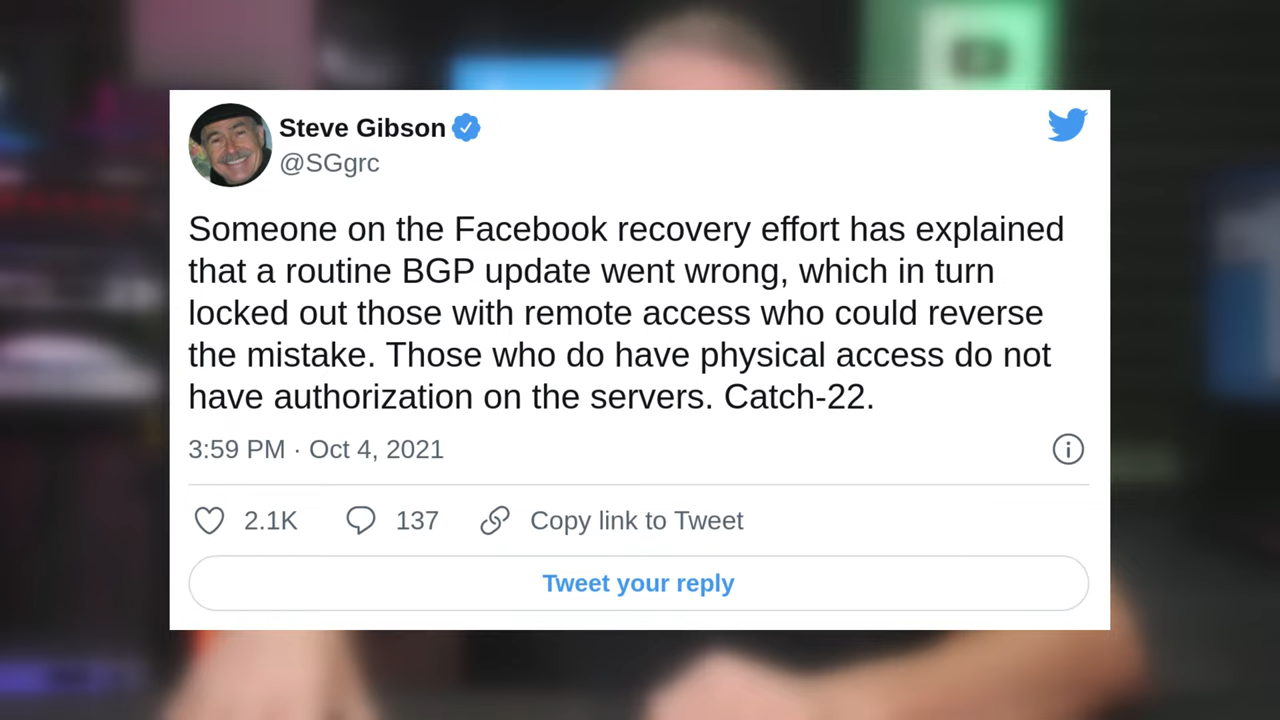 Steve Gibson
@SGgrc
Someone on the Facebook recovery effort has explained
that a routine BGP update went wrong, which in turn
locked out those with remote access who could reverse
the mistake. Those who do have physical access do not
have authorization on the servers. Catch-22.
3:59 PM · Oct 4, 2021
2.1K 137 Copy link to Tweet
Tweet your reply